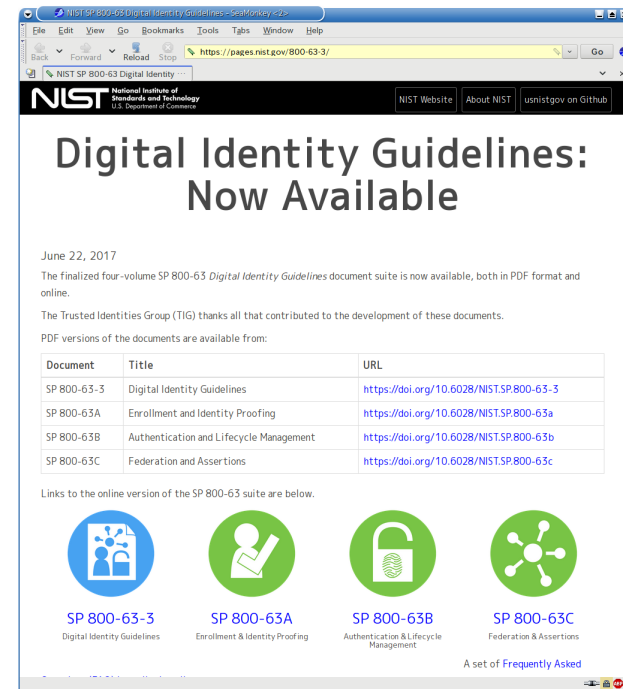 NIST SP 800-63 Digital Identity Guidelines - SeaMonkey <2>
File Edit View Go Bookmarks Tools Tabs Window Help
Back Forward Reload Stop https://pages.nist.gov/800-63-3/ Go
NIST SP 800-63 Digital Identity ...
NIST National Institute of
Standards and Technology
U.S. Department of Commerce
NIST Website About NIST usnistgov on Github
Digital Identity Guidelines:
Now Available
June 22, 2017
The finalized four-volume SP 800-63 Digital Identity Guidelines document suite is now available, both in PDF format and
online.
The Trusted Identities Group (TIG) thanks all that contributed to the development of these documents.
PDF versions of the documents are available from:
Document Title URL
SP 800-63-3 Digital Identity Guidelines https://doi.org/10.6028/NIST.SP.800-63-3
SP 800-63A Enrollment and Identity Proofing https://doi.org/10.6028/NIST.SP.800-63a
SP 800-63B Authentication and Lifecycle Management https://doi.org/10.6028/NIST.SP.800-63b
SP 800-63C Federation and Assertions https://doi.org/10.6028/NIST.SP.800-63c
Links to the online version of the SP 800-63 suite are below.
SP 800-63-3 SP 800-63A SP 800-63B SP 800-63C
Digital Identity Guidelines Enrollment & Identity Proofing Authentication & Lifecycle Federation & Assertions
Management
A set of Frequently Asked
ABP